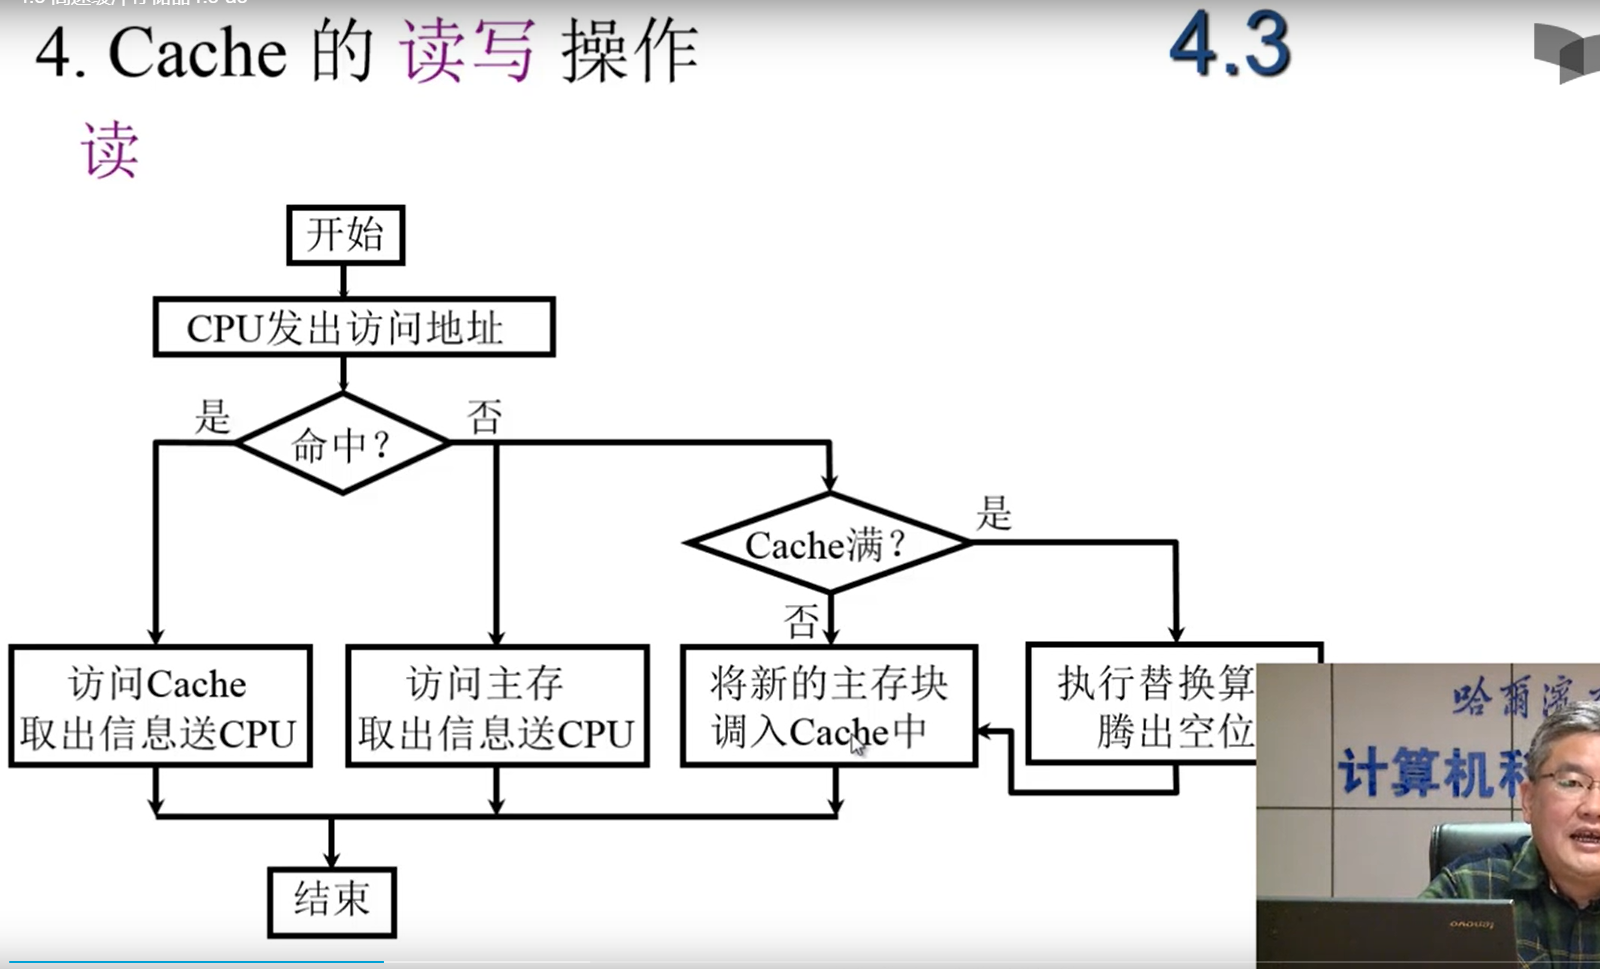 4. Cache 的 读写 操作
4.3
读
开始
CPU发出访问地址
是
否
命中？
是
Cache满？
否
访问Cache
取出信息送CPU
访问主存
取出信息送CPU
将新的主存块
调入Cache中
执行替换算
腾出空位
结束
哈尔滨
计算机科
lenovo